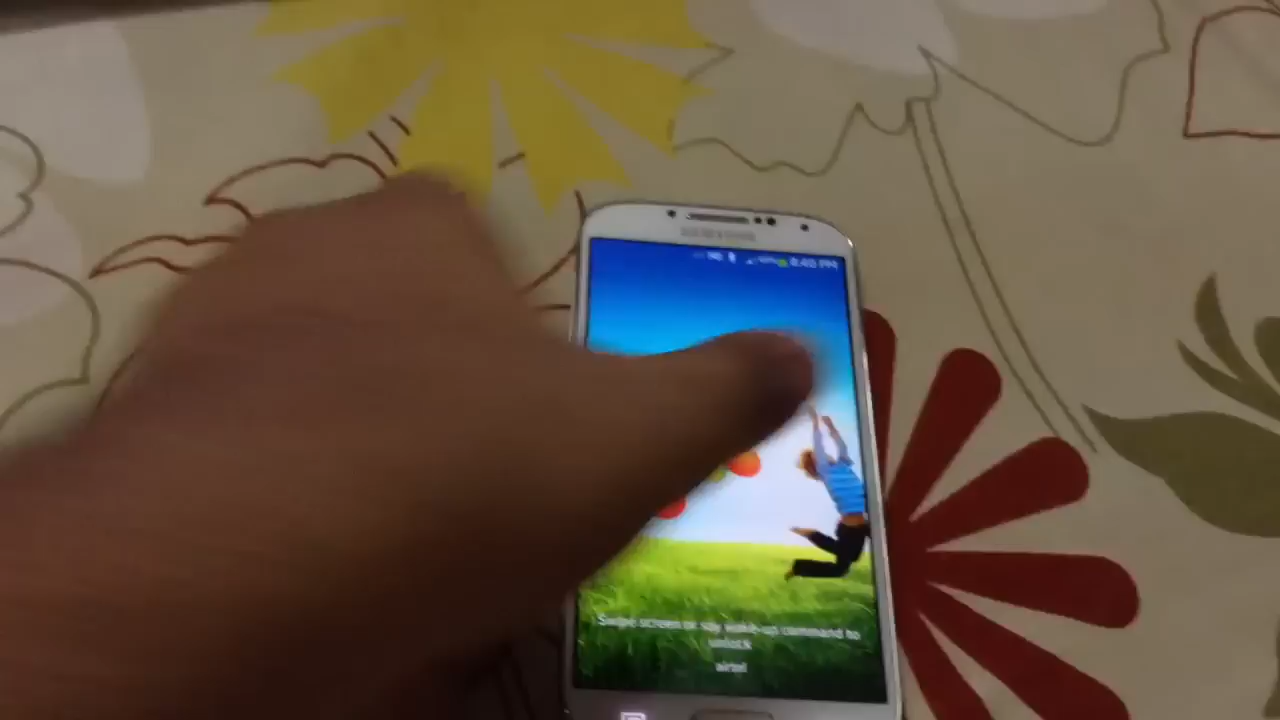 SAMSUNG
8:40 PM
Swipe screen or say wake-up command to
unlock
airtel